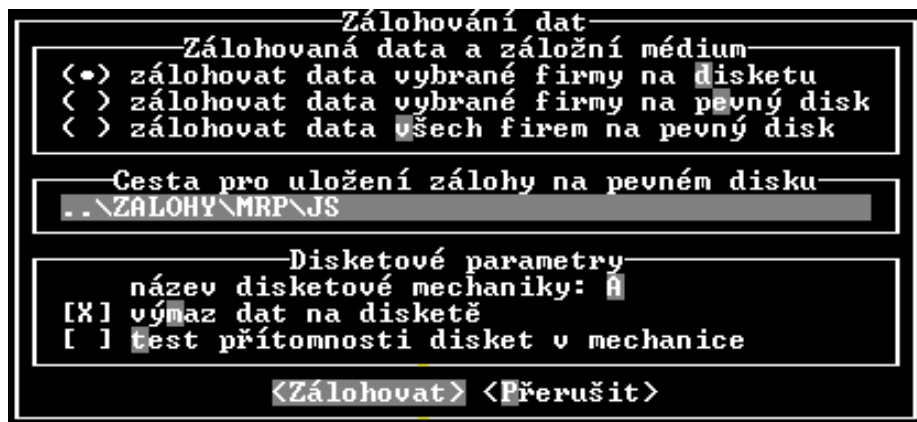 Zálohování dat
Zálohovaná data a záložní médium
(•) zálohovat data vybrané firmy na disketu
( ) zálohovat data vybrané firmy na pevný disk
( ) zálohovat data všech firem na pevný disk
Cesta pro uložení zálohy na pevném disku
..\ZALOHY\MRP\JS
Disketové parametry
název disketové mechaniky: A
[X] výmaz dat na disketě
[ ] test přítomnosti disket v mechanice
<Zálohovat> <Přerušit>